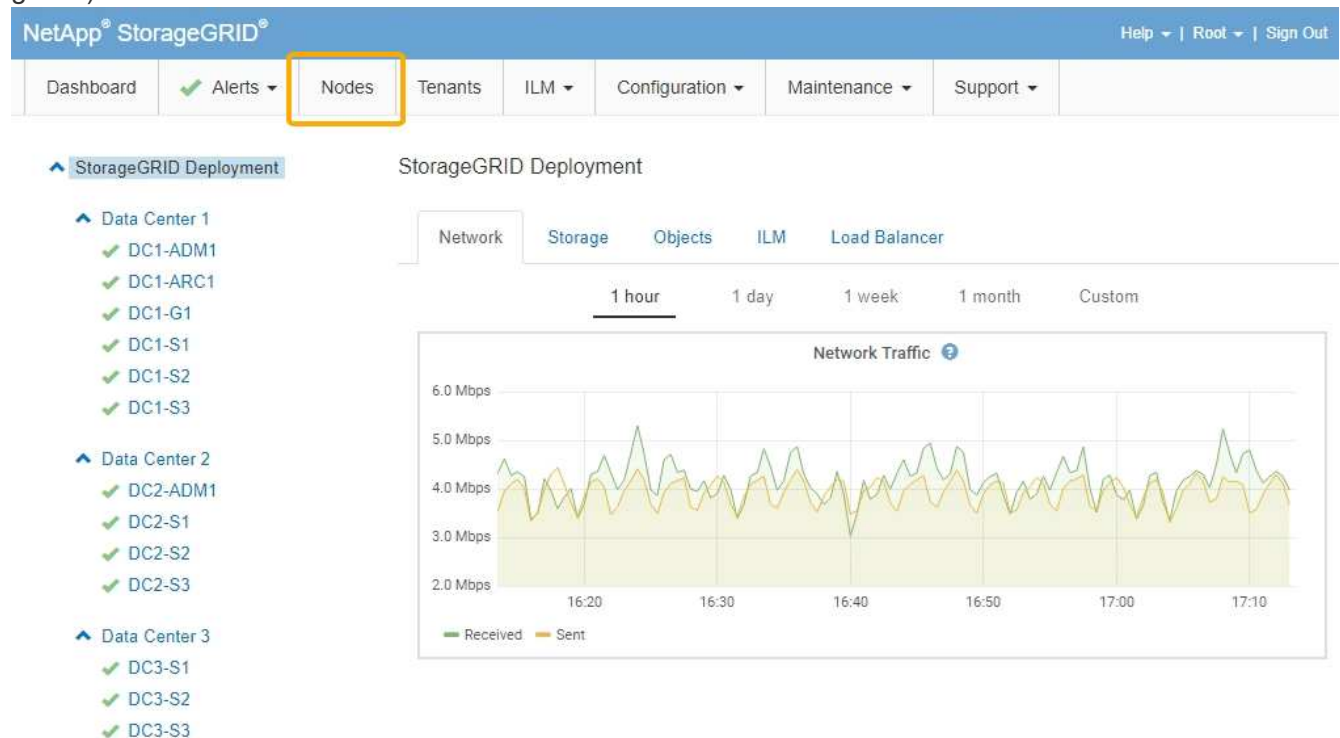 NetApp® StorageGRID®
Help | Root | Sign Out
Dashboard Alerts Nodes Tenants ILM Configuration Maintenance Support
StorageGRID Deployment
Data Center 1
DC1-ADM1
DC1-ARC1
DC1-G1
DC1-S1
DC1-S2
DC1-S3
Data Center 2
DC2-ADM1
DC2-S1
DC2-S2
DC2-S3
Data Center 3
DC3-S1
DC3-S2
DC3-S3
StorageGRID Deployment
Network Storage Objects ILM Load Balancer
1 hour 1 day 1 week 1 month Custom
Network Traffic ?
6.0 Mbps
5.0 Mbps
4.0 Mbps
3.0 Mbps
2.0 Mbps
16:20 16:30 16:40 16:50 17:00 17:10
Received Sent